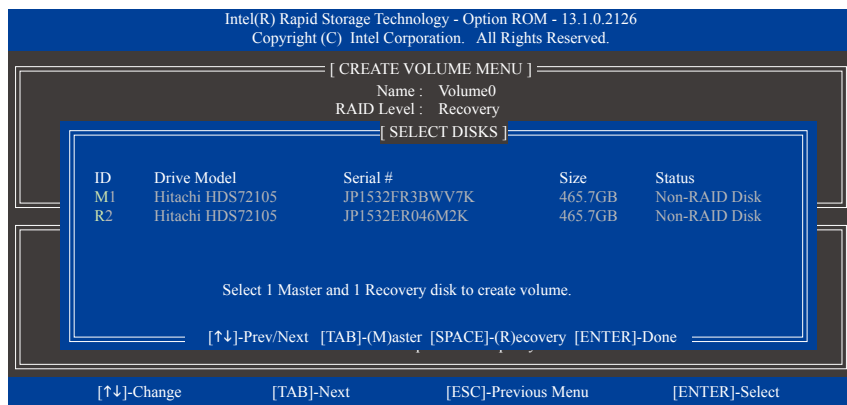 Intel(R) Rapid Storage Technology - Option ROM - 13.1.0.2126
Copyright (C) Intel Corporation. All Rights Reserved.
[ CREATE VOLUME MENU ]
Name : Volume0
RAID Level : Recovery
[ SELECT DISKS ]
ID Drive Model Serial # Size Status
M1 Hitachi HDS72105 JP1532FR3BWV7K 465.7GB Non-RAID Disk
R2 Hitachi HDS72105 JP1532ER046M2K 465.7GB Non-RAID Disk
Select 1 Master and 1 Recovery disk to create volume.
[↑↓]-Prev/Next [TAB]-(M)aster [SPACE]-(R)ecovery [ENTER]-Done
[↑↓]-Change [TAB]-Next [ESC]-Previous Menu [ENTER]-Select